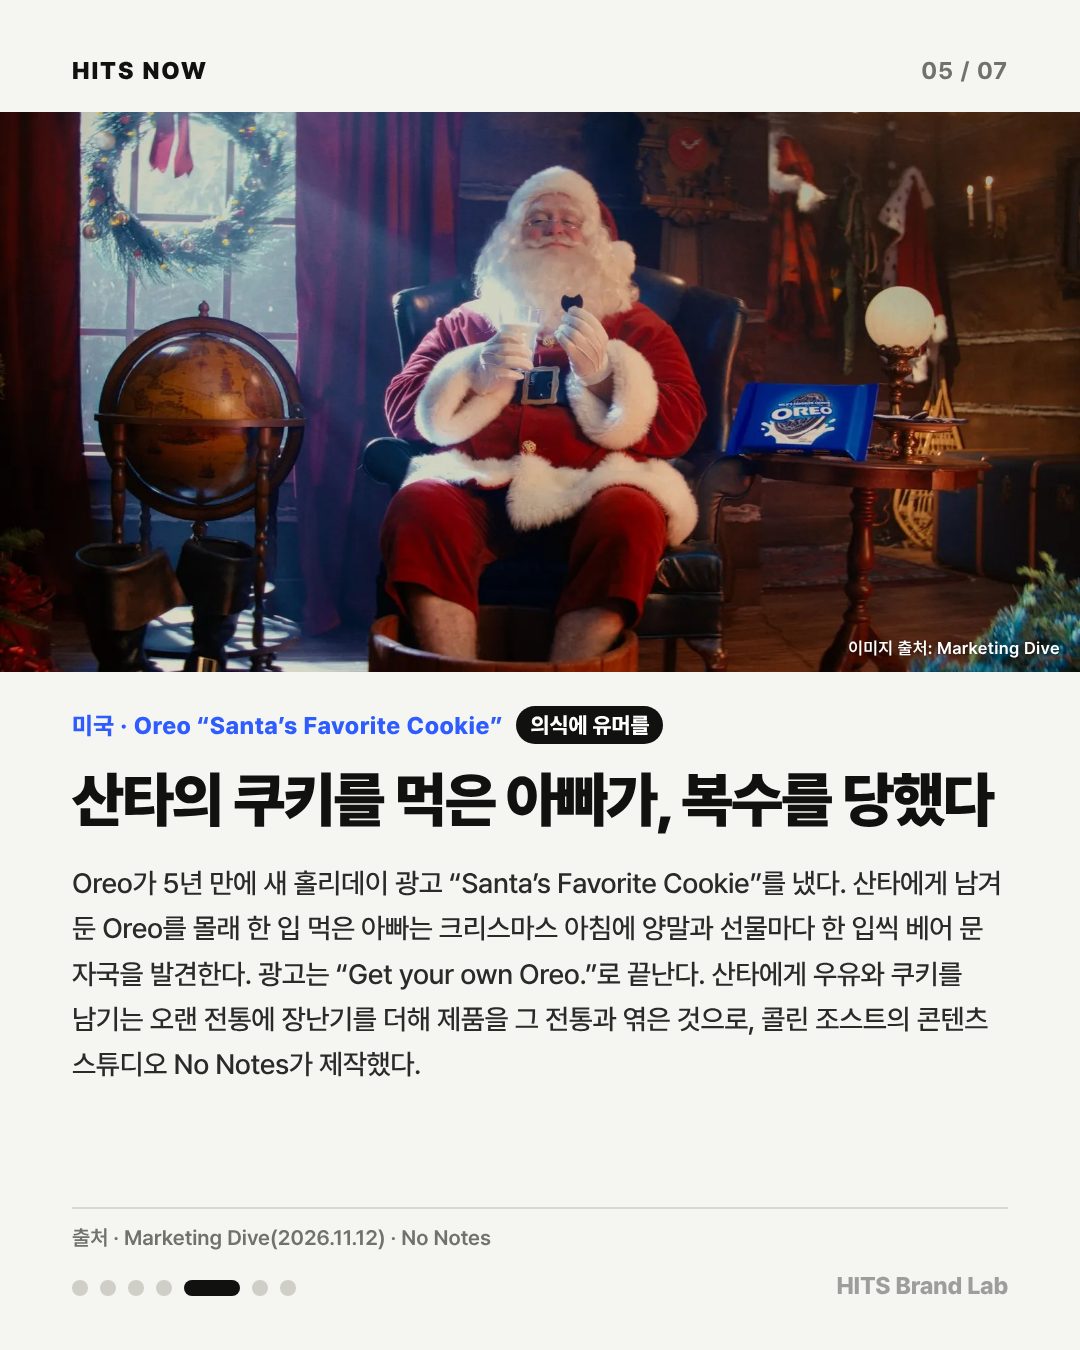 HITS NOW
05 / 07
OREO
이미지 출처: Marketing Dive
미국 · Oreo “Santa’s Favorite Cookie”
의식에 유머를
산타의 쿠키를 먹은 아빠가, 복수를 당했다
Oreo가 5년 만에 새 홀리데이 광고 “Santa’s Favorite Cookie”를 냈다. 산타에게 남겨
둔 Oreo를 몰래 한 입 먹은 아빠는 크리스마스 아침에 양말과 선물마다 한 입씩 베어 문
자국을 발견한다. 광고는 “Get your own Oreo.”로 끝난다. 산타에게 우유와 쿠키를
남기는 오랜 전통에 장난기를 더해 제품을 그 전통과 엮은 것으로, 콜린 조스트의 콘텐츠
스튜디오 No Notes가 제작했다.
출처 · Marketing Dive(2026.11.12) · No Notes
HITS Brand Lab